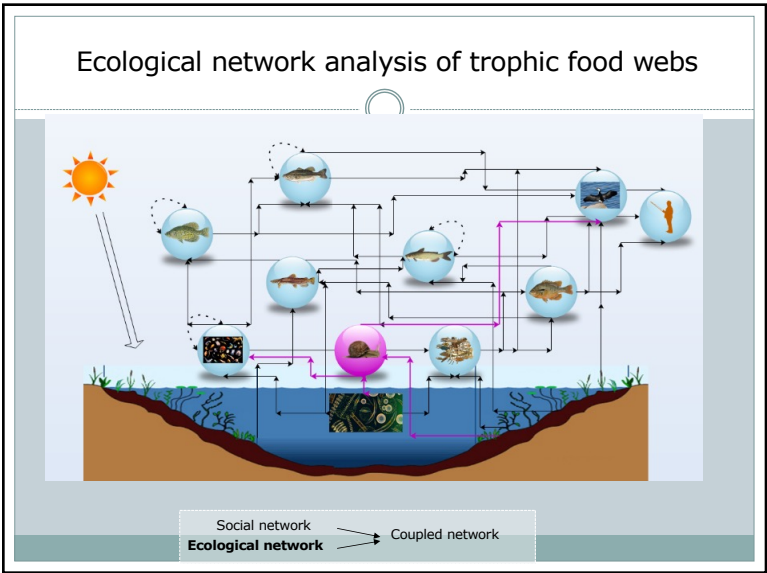 Ecological network analysis of trophic food webs
Social network
Ecological network
Coupled network